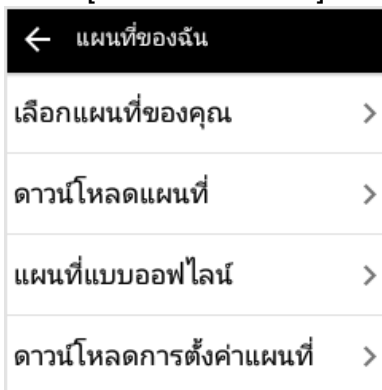 แผนที่ของฉัน
เลือกแผนที่ของคุณ
ดาวน์โหลดแผนที่
แผนที่แบบออฟไลน์
ดาวน์โหลดการตั้งค่าแผนที่